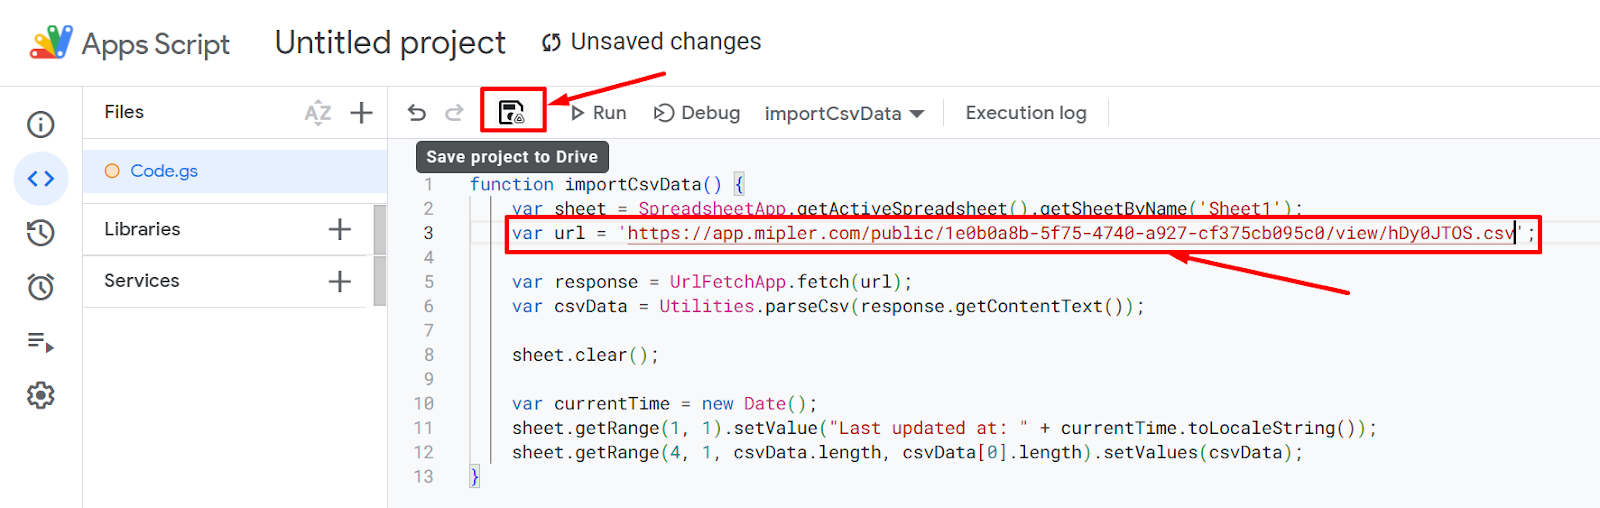 Apps Script Untitled project Unsaved changes
Files AZ Run Debug importCsvData Execution log
Save project to Drive
Code.gs
Libraries
Services
1 function importCsvData() {
2 var sheet = SpreadsheetApp.getActiveSpreadsheet().getSheetByName('Sheet1');
3 var url = 'https://app.mipler.com/public/1e0b0a8b-5f75-4740-a927-cf375cb095c0/view/hDy0JTOS.csv';
4
5 var response = UrlFetchApp.fetch(url);
6 var csvData = Utilities.parseCsv(response.getContentText());
7
8 sheet.clear();
9
10 var currentTime = new Date();
11 sheet.getRange(1, 1).setValue("Last updated at: " + currentTime.toLocaleString());
12 sheet.getRange(4, 1, csvData.length, csvData[0].length).setValues(csvData);
13 }